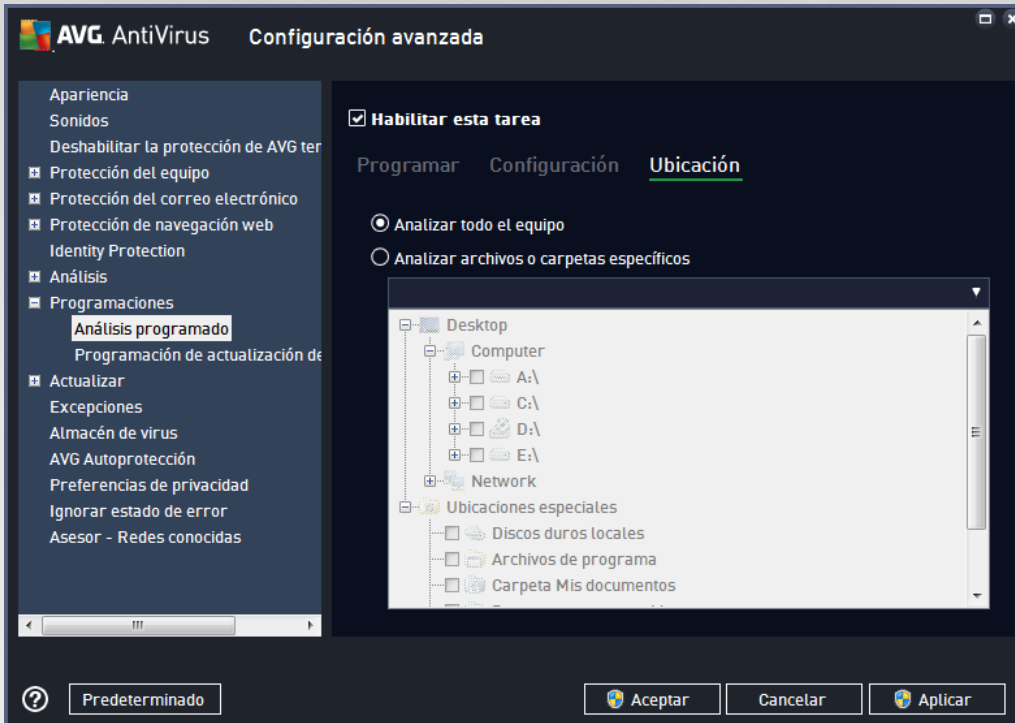 AVG. AntiVirus Configuración avanzada
Apariencia
Sonidos
Deshabilitar la protección de AVG ter
Protección del equipo
Protección del correo electrónico
Protección de navegación web
Identity Protection
Análisis
Programaciones
Análisis programado
Programación de actualización de
Actualizar
Excepciones
Almacén de virus
AVG Autoprotección
Preferencias de privacidad
Ignorar estado de error
Asesor - Redes conocidas
Habilitar esta tarea
Programar Configuración Ubicación
Analizar todo el equipo
Analizar archivos o carpetas específicos
Desktop
Computer
A:\
C:\
D:\
E:\
Network
Ubicaciones especiales
Discos duros locales
Archivos de programa
Carpeta Mis documentos
Predeterminado Aceptar Cancelar Aplicar